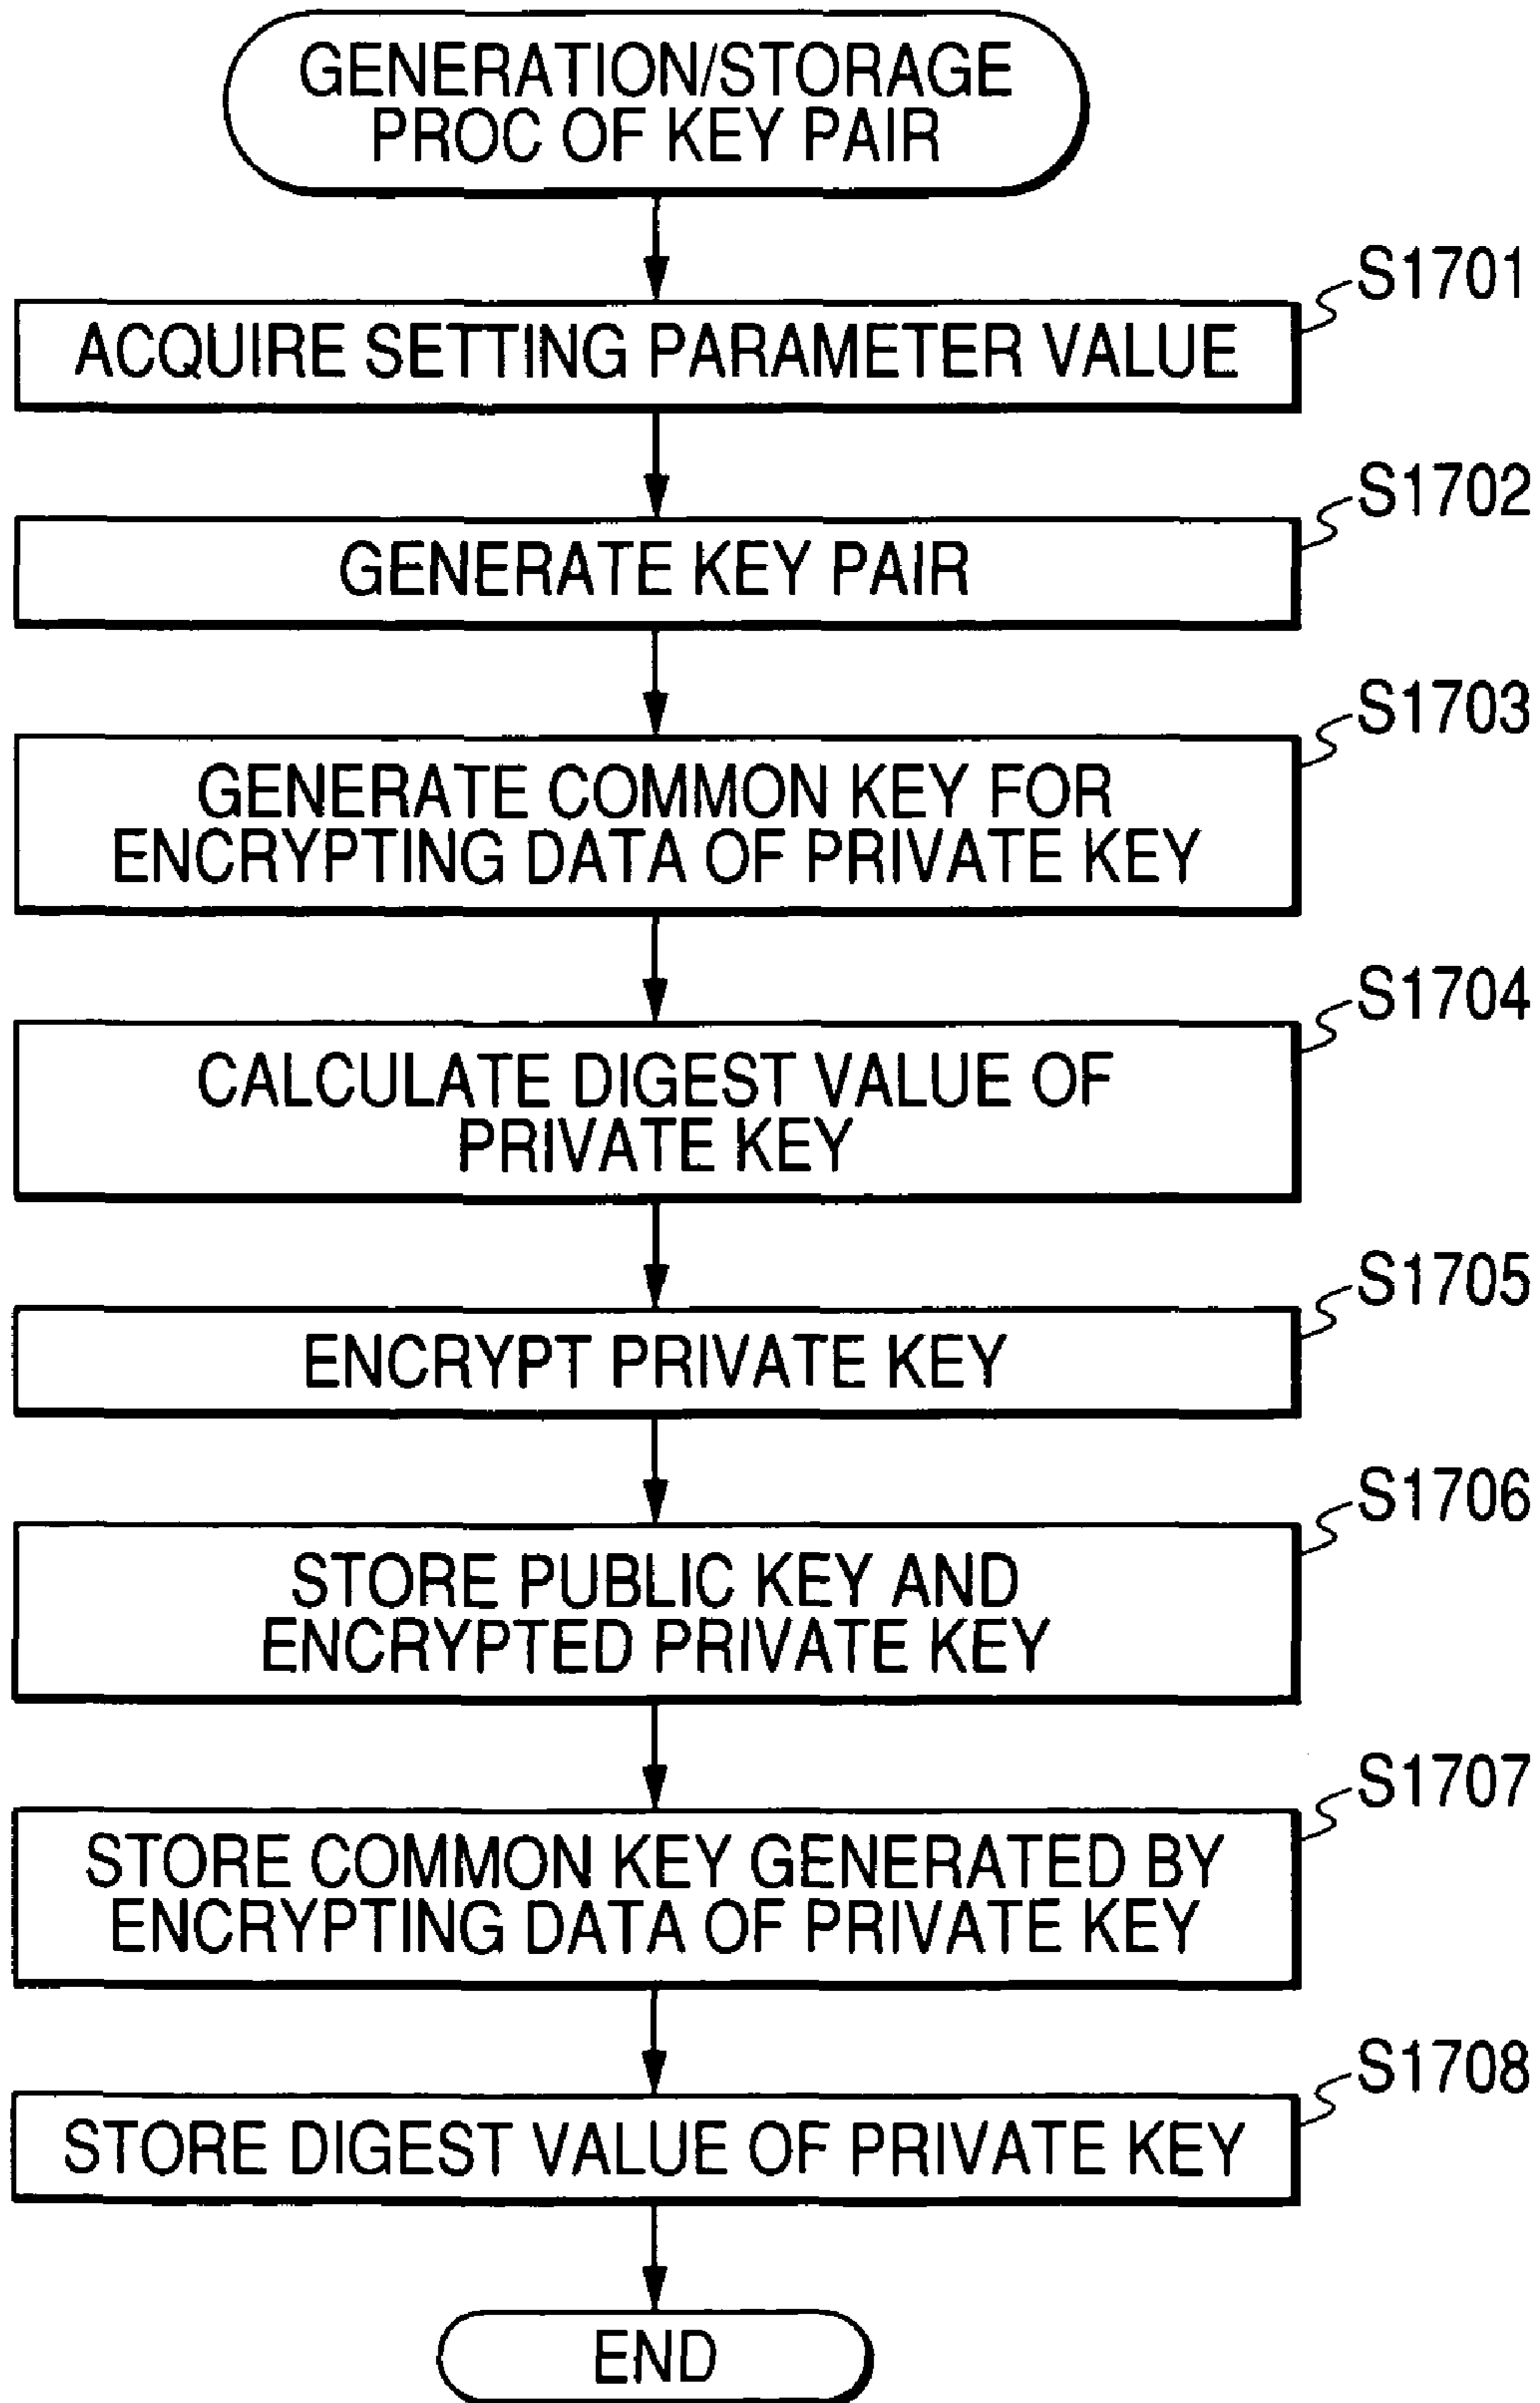 GENERATION/STORAGE
PROC OF KEY PAIR
S1701
ACQUIRE SETTING PARAMETER VALUE
S1702
GENERATE KEY PAIR
S1703
GENERATE COMMON KEY FOR
ENCRYPTING DATA OF PRIVATE KEY
S1704
CALCULATE DIGEST VALUE OF
PRIVATE KEY
S1705
ENCRYPT PRIVATE KEY
S1706
STORE PUBLIC KEY AND
ENCRYPTED PRIVATE KEY
S1707
STORE COMMON KEY GENERATED BY
ENCRYPTING DATA OF PRIVATE KEY
S1708
STORE DIGEST VALUE OF PRIVATE KEY
END